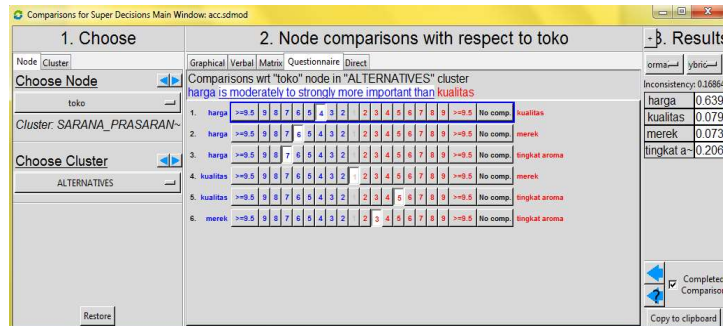 Comparisons for Super Decisions Main Window: acc.sdmod
1. Choose
Node Cluster
Choose Node
toko
Cluster: SARANA_PRASARAN~
Choose Cluster
ALTERNATIVES
Restore
2. Node comparisons with respect to toko
Graphical Verbal Matrix Questionnaire Direct
Comparisons wrt "toko" node in "ALTERNATIVES" cluster
harga is moderately to strongly more important than kualitas
1. harga >=9.5 9 8 7 6 5 4 3 2 1 2 3 4 5 6 7 8 9 >=9.5 No comp. kualitas
2. harga >=9.5 9 8 7 6 5 4 3 2 1 2 3 4 5 6 7 8 9 >=9.5 No comp. merek
3. harga >=9.5 9 8 7 6 5 4 3 2 1 2 3 4 5 6 7 8 9 >=9.5 No comp. tingkat aroma
4. kualitas >=9.5 9 8 7 6 5 4 3 2 1 2 3 4 5 6 7 8 9 >=9.5 No comp. merek
5. kualitas >=9.5 9 8 7 6 5 4 3 2 1 2 3 4 5 6 7 8 9 >=9.5 No comp. tingkat aroma
6. merek >=9.5 9 8 7 6 5 4 3 2 1 2 3 4 5 6 7 8 9 >=9.5 No comp. tingkat aroma
- 3. Results
orma ybric
Inconsistency: 0.16864
harga 0.639
kualitas 0.079
merek 0.073
tingkat a~ 0.206
Completed
Comparison
Copy to clipboard